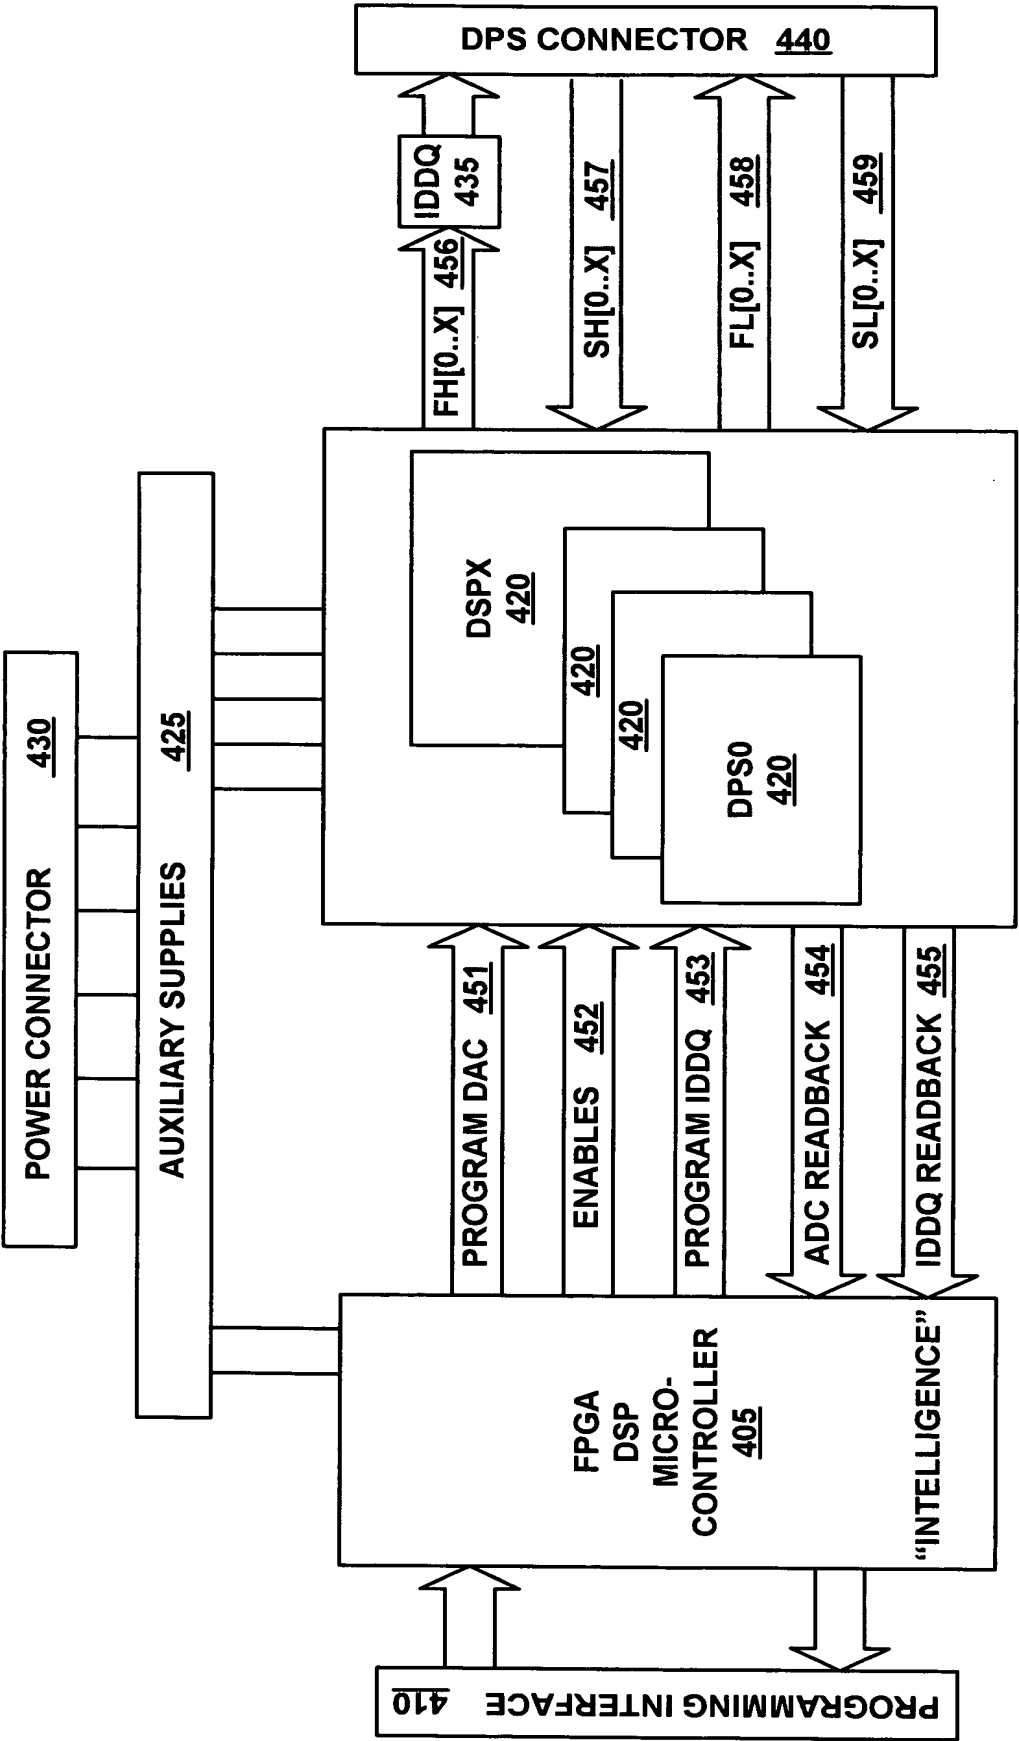 POWER CONNECTOR 430
AUXILIARY SUPPLIES 425
PROGRAMMING INTERFACE 410
FPGA
DSP
MICRO-
CONTROLLER
405
"INTELLIGENCE"
PROGRAM DAC 451
ENABLES 452
PROGRAM IDDQ 453
ADC READBACK 454
IDDQ READBACK 455
DSPX
420
420
420
DPS0
420
FH[0..X] 456
IDDQ
435
SH[0..X] 457
FL[0..X] 458
SL[0..X] 459
DPS CONNECTOR 440